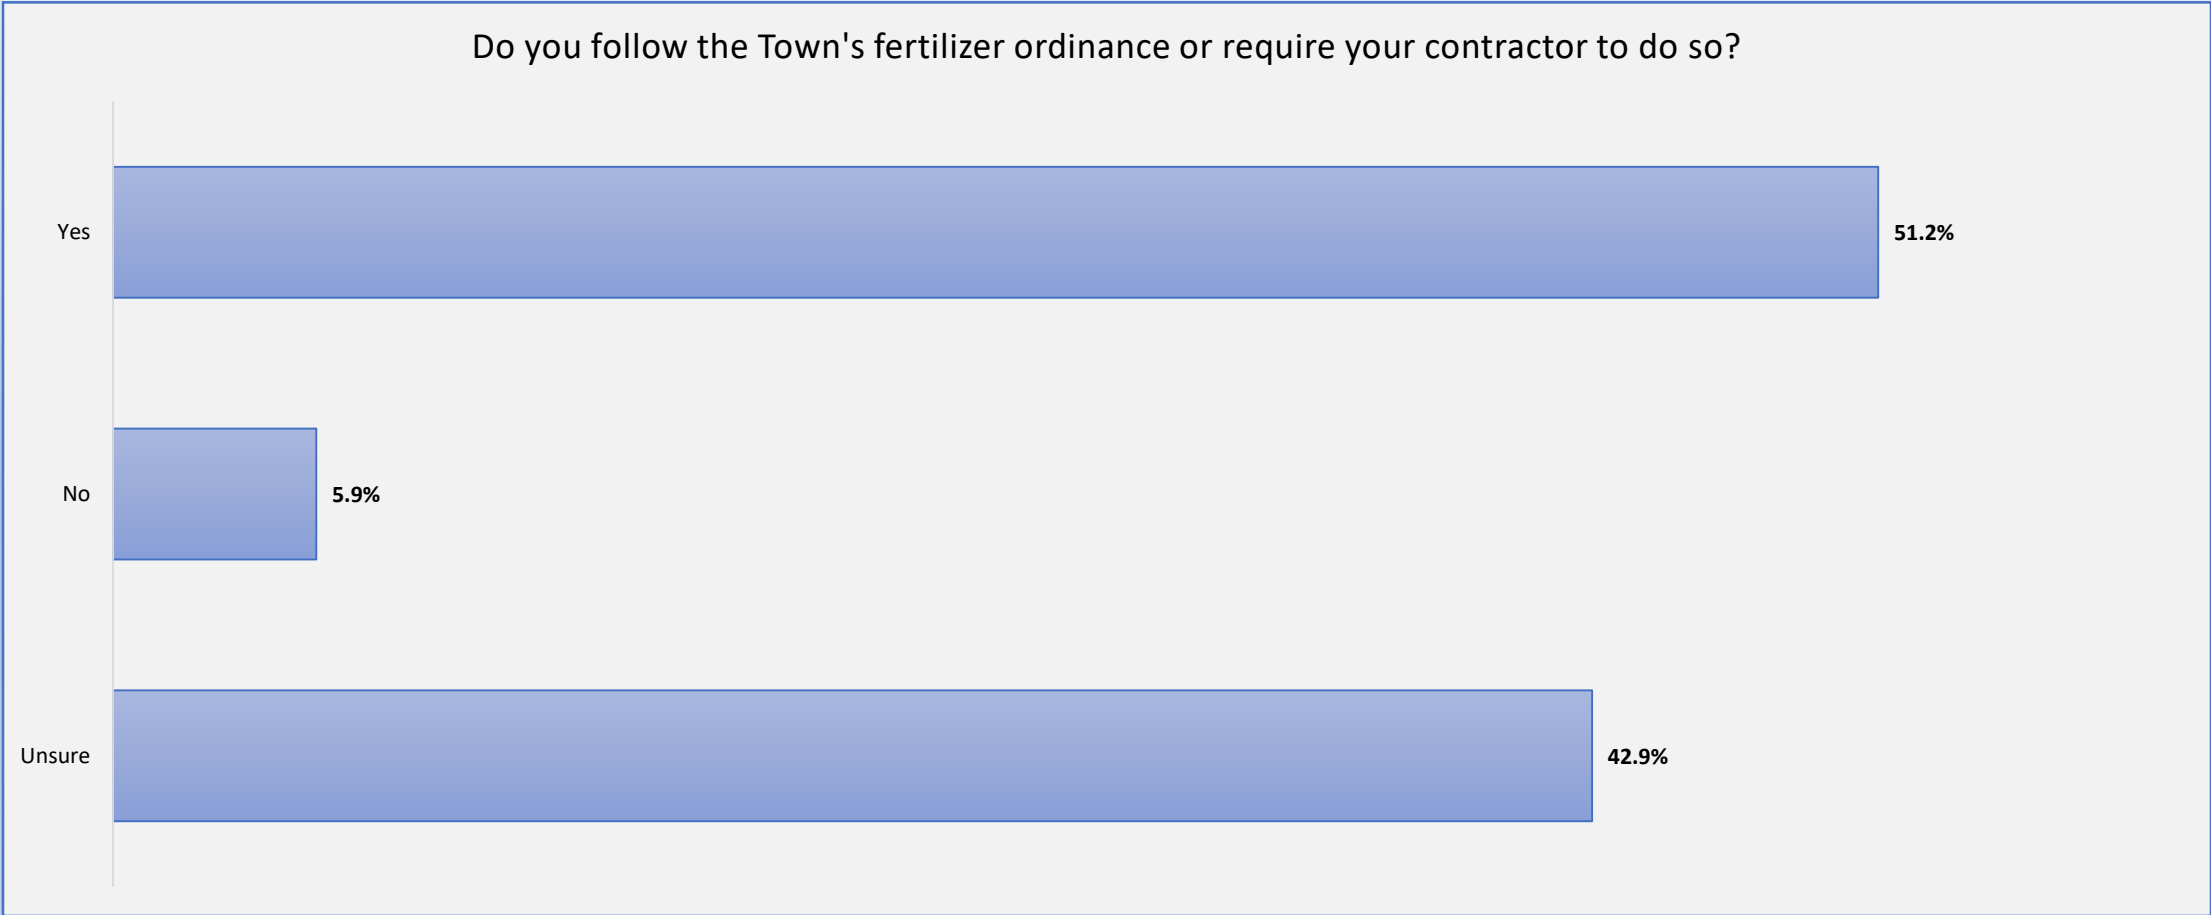 Do you follow the Town's fertilizer ordinance or require your contractor to do so?
Yes
51.2%
No
5.9%
Unsure
42.9%